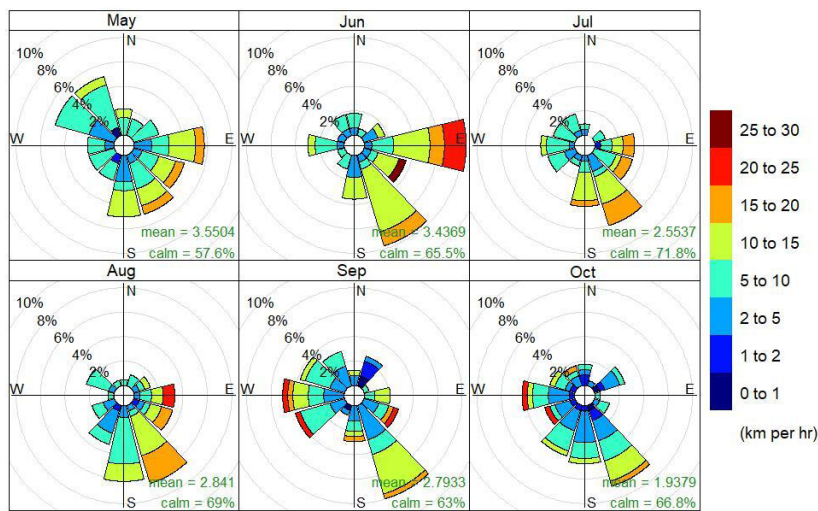 May Jun Jul
N N N
10% 10% 10%
8% 8% 8%
6% 6% 6%
4% 4% 4%
2% 2% 2%
W E W E W E
S S S
mean = 3.5504 mean = 3.4369 mean = 2.5537
calm = 57.6% calm = 65.5% calm = 71.8%
Aug Sep Oct
N N N
10% 10% 10%
8% 8% 8%
6% 6% 6%
4% 4% 4%
2% 2% 2%
W E W E W E
S S S
mean = 2.841 mean = 2.7933 mean = 1.9379
calm = 69% calm = 63% calm = 66.8%
25 to 30
20 to 25
15 to 20
10 to 15
5 to 10
2 to 5
1 to 2
0 to 1
(km per hr)